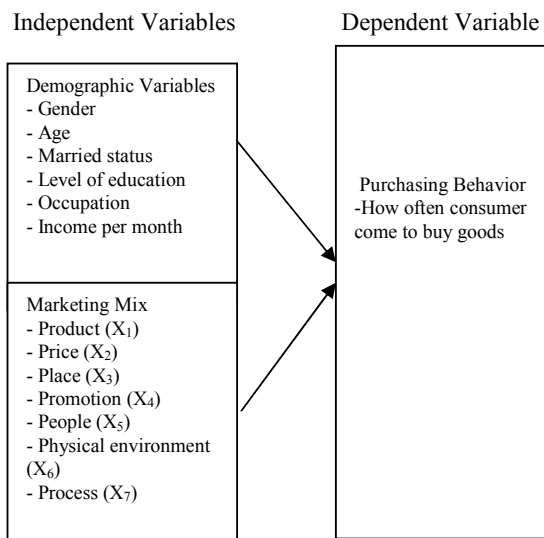 Independent Variables
Dependent Variable
Demographic Variables
- Gender
- Age
- Married status
- Level of education
- Occupation
- Income per month
Marketing Mix
- Product (X₁)
- Price (X₂)
- Place (X₃)
- Promotion (X₄)
- People (X₅)
- Physical environment
(X₆)
- Process (X₇)
Purchasing Behavior
-How often consumer
come to buy goods